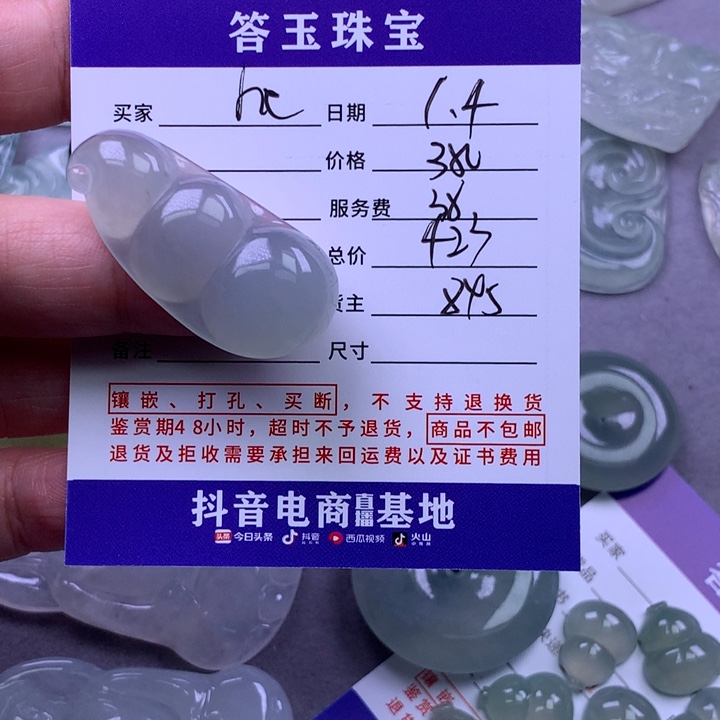 答玉珠宝
买家 hc 日期 1.4
价格 380
服务费
总价 425
货主 845
备注 尺寸
镶嵌、打孔、买断，不支持退换货
鉴赏期48小时，超时不予退货，商品不包邮
退货及拒收需要承担来回运费以及证书费用
抖音电商直播基地
头条 今日头条 抖音 西瓜视频 火山
买家